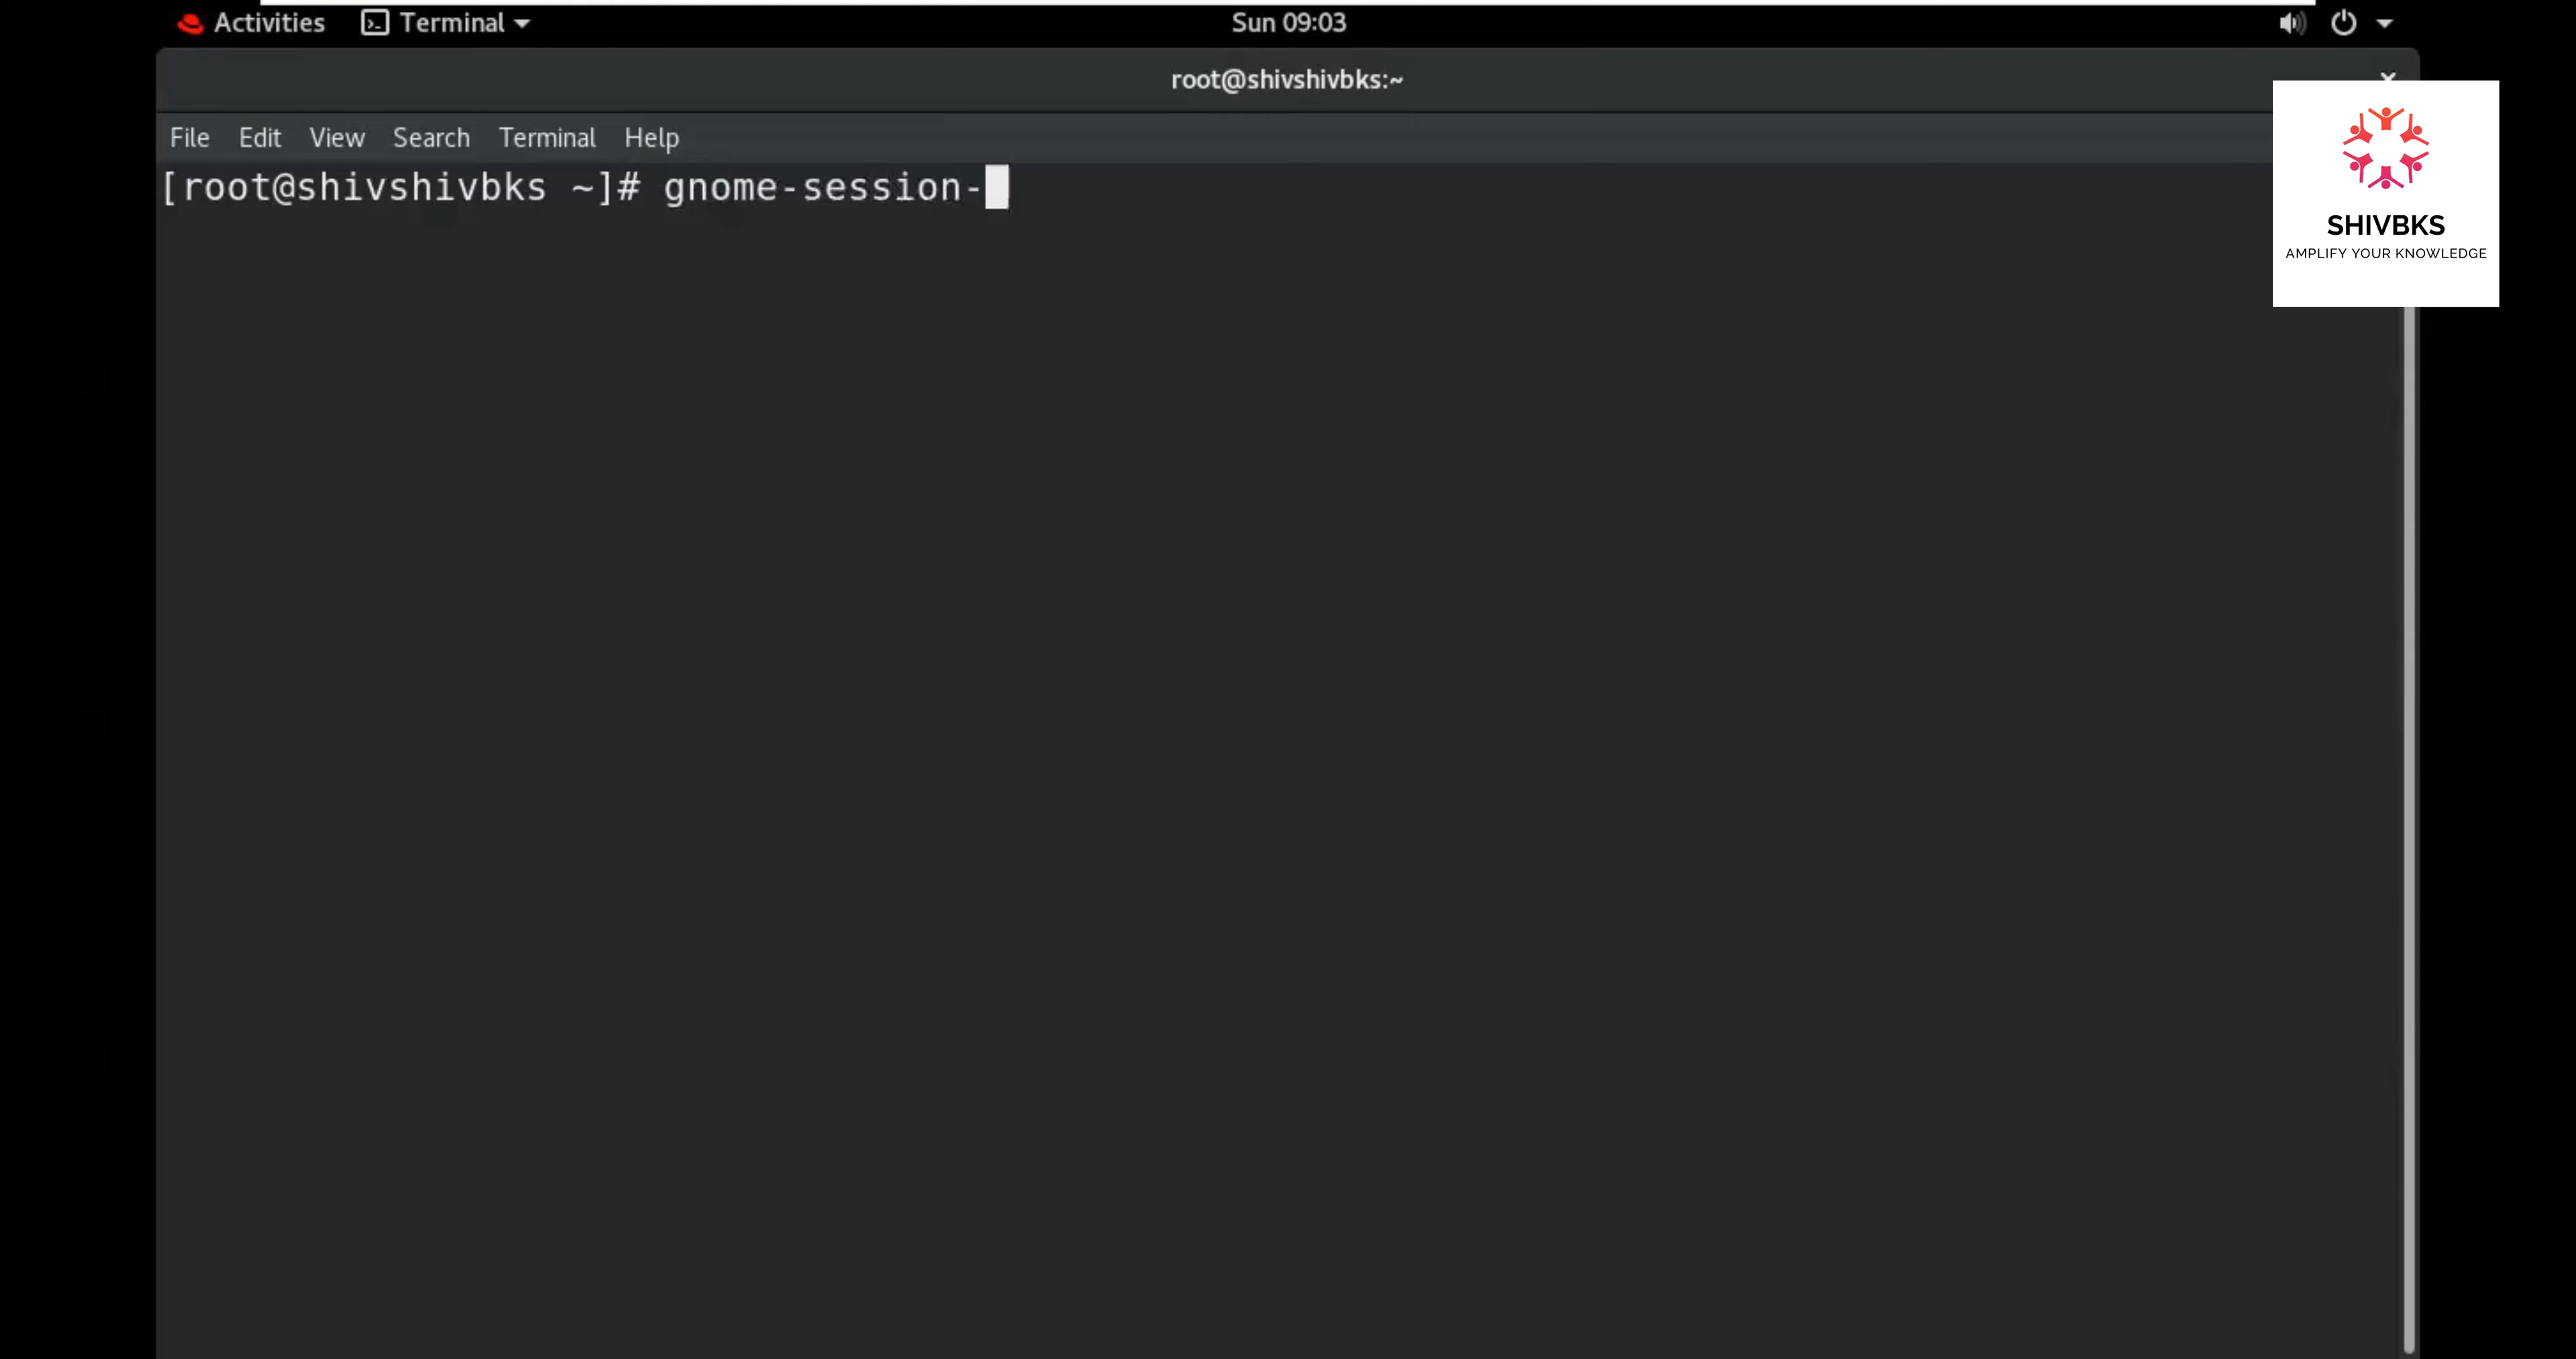 Activities Terminal Sun 09:03
root@shivshivbks:~
File Edit View Search Terminal Help
[root@shivshivbks ~]# gnome-session-
SHIVBKS
AMPLIFY YOUR KNOWLEDGE